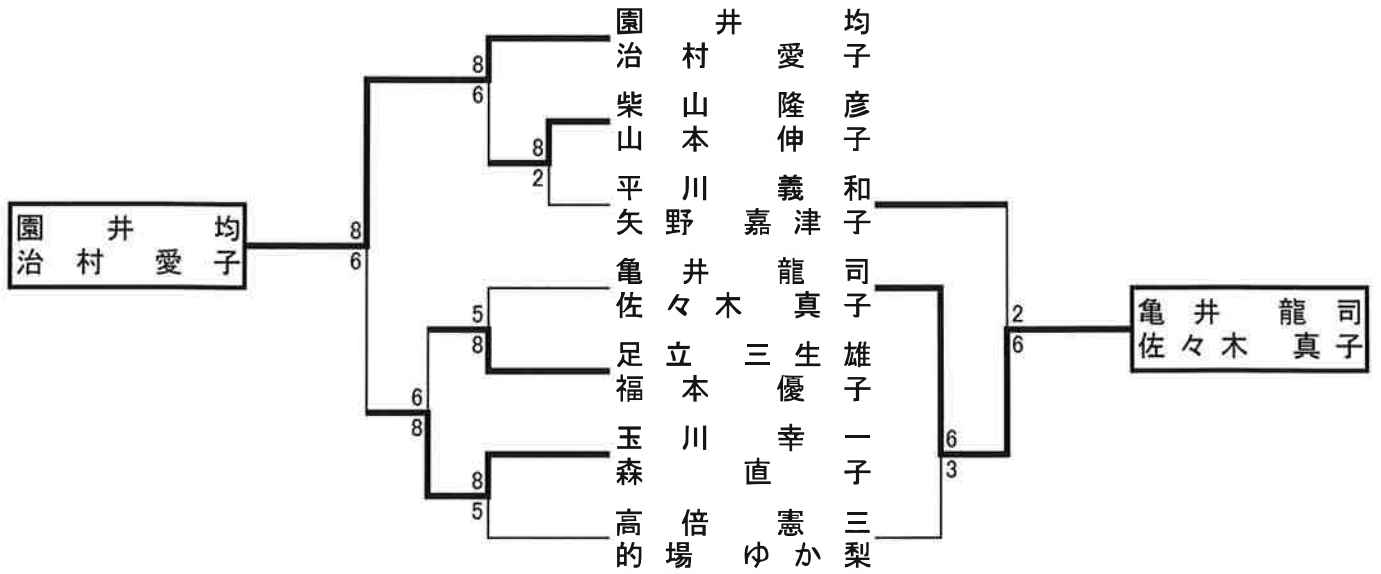 園井 均
治村 愛子
柴山 隆彦
山本 伸子
平川 義和
矢野 嘉津子
亀井 龍司
佐々木 真子
足立 三生雄
福本 優子
玉川 幸一
森 直子
高倍 憲三
的場 ゆか梨
園井 均
治村 愛子
亀井 龍司
佐々木 真子
8
6
8
2
8
6
5
8
6
8
8
5
2
6
6
3